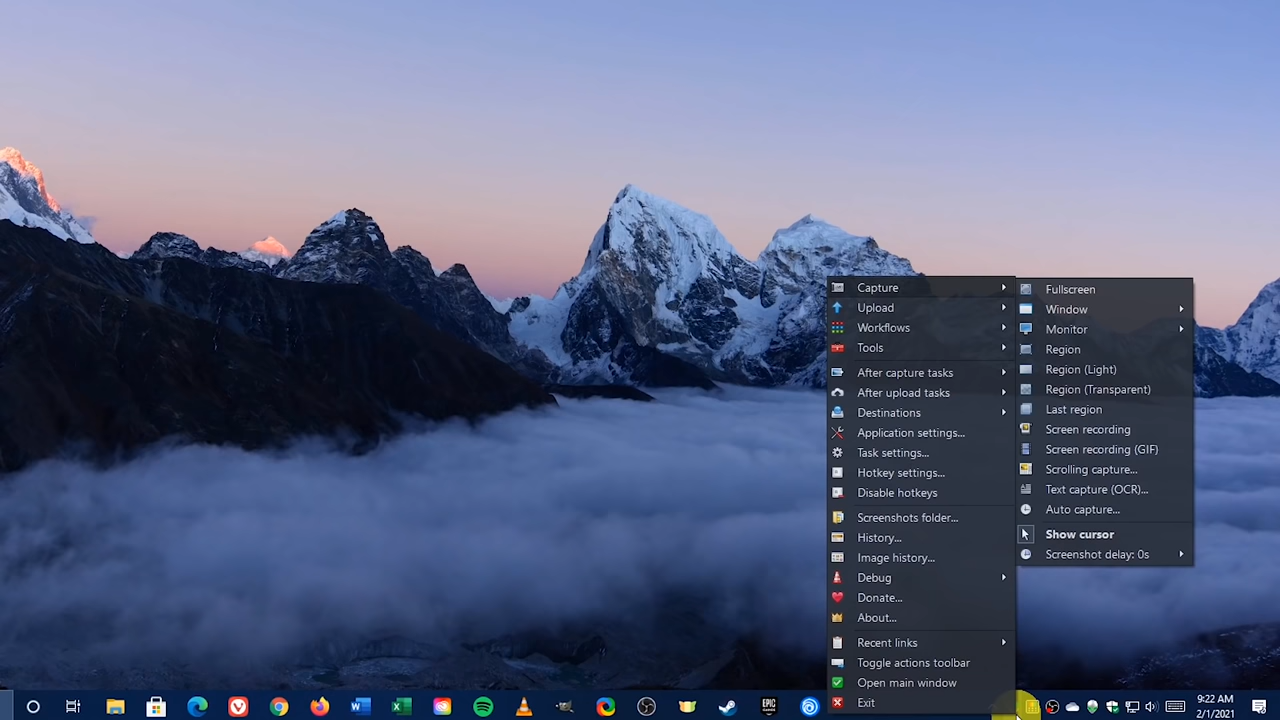 Capture
Upload
Workflows
Tools
After capture tasks
After upload tasks
Destinations
Application settings...
Task settings...
Hotkey settings...
Disable hotkeys
Screenshots folder...
History...
Image history...
Debug
Donate...
About...
Recent links
Toggle actions toolbar
Open main window
Exit
Fullscreen
Window
Monitor
Region
Region (Light)
Region (Transparent)
Last region
Screen recording
Screen recording (GIF)
Scrolling capture...
Text capture (OCR)...
Auto capture...
Show cursor
Screenshot delay: 0s
EPIC
9:22 AM
2/1/2021